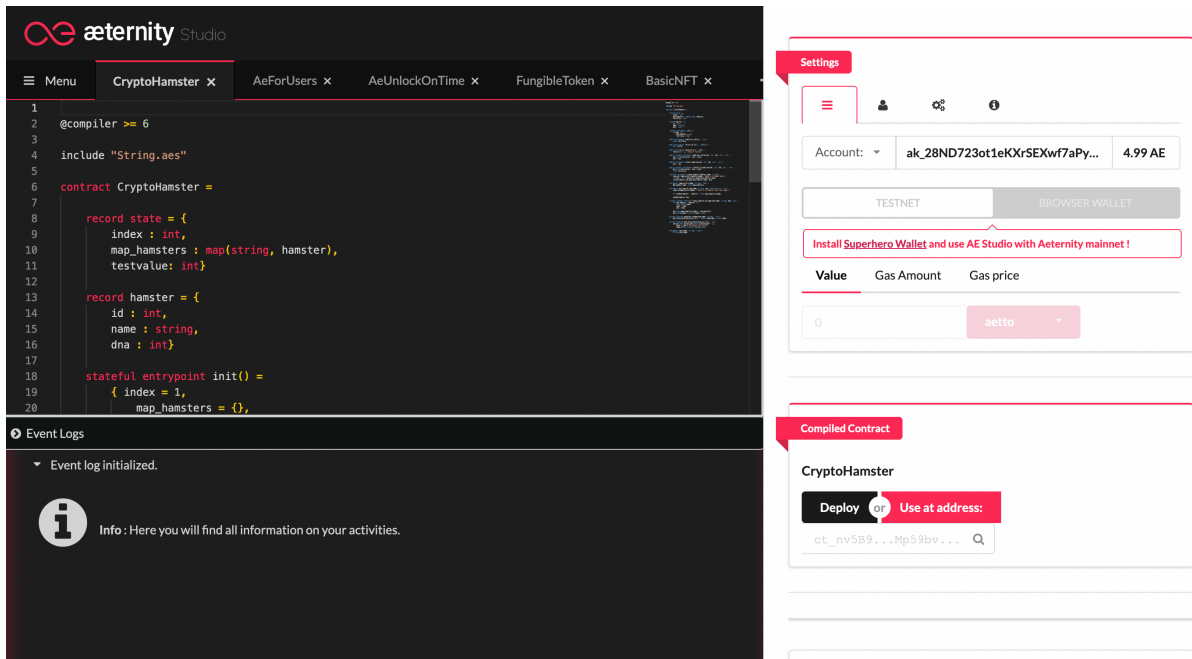 æternity Studio
Menu
CryptoHamster ×
AeForUsers ×
AeUnlockOnTime ×
FungibleToken ×
BasicNFT ×
1
2 @compiler >= 6
3
4 include "String.aes"
5
6 contract CryptoHamster =
7
8 record state = {
9 index : int,
10 map_hamsters : map(string, hamster),
11 testvalue: int}
12
13 record hamster = {
14 id : int,
15 name : string,
16 dna : int}
17
18 stateful entrypoint init() =
19 { index = 1,
20 map_hamsters = {},
Event Logs
Event log initialized.
Info : Here you will find all information on your activities.
Settings
Account: ak_28ND723ot1eKXrSEXwf7aPy... 4.99 AE
TESTNET BROWSER WALLET
Install Superhero Wallet and use AE Studio with Aeternity mainnet !
Value Gas Amount Gas price
0 aetto
Compiled Contract
CryptoHamster
Deploy or Use at address:
ct_nv5B9...Mp59bv...